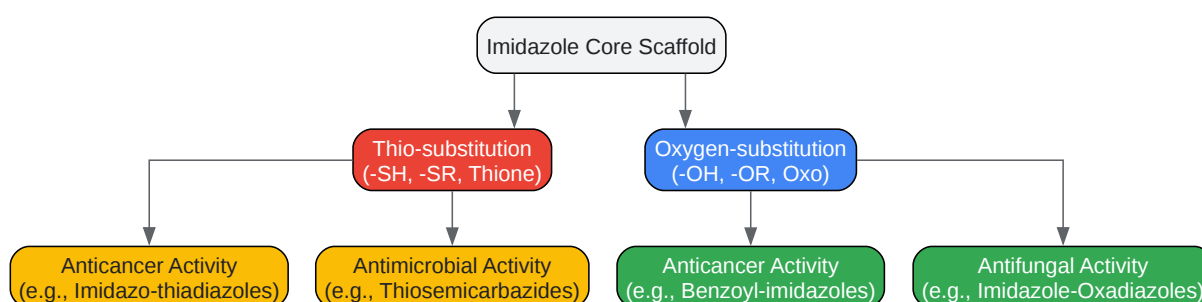 Imidazole Core Scaffold
Thio-substitution
(-SH, -SR, Thione)
Oxygen-substitution
(-OH, -OR, Oxo)
Anticancer Activity
(e.g., Imidazo-thiadiazoles)
Antimicrobial Activity
(e.g., Thiosemicarbazides)
Anticancer Activity
(e.g., Benzoyl-imidazoles)
Antifungal Activity
(e.g., Imidazole-Oxadiazoles)